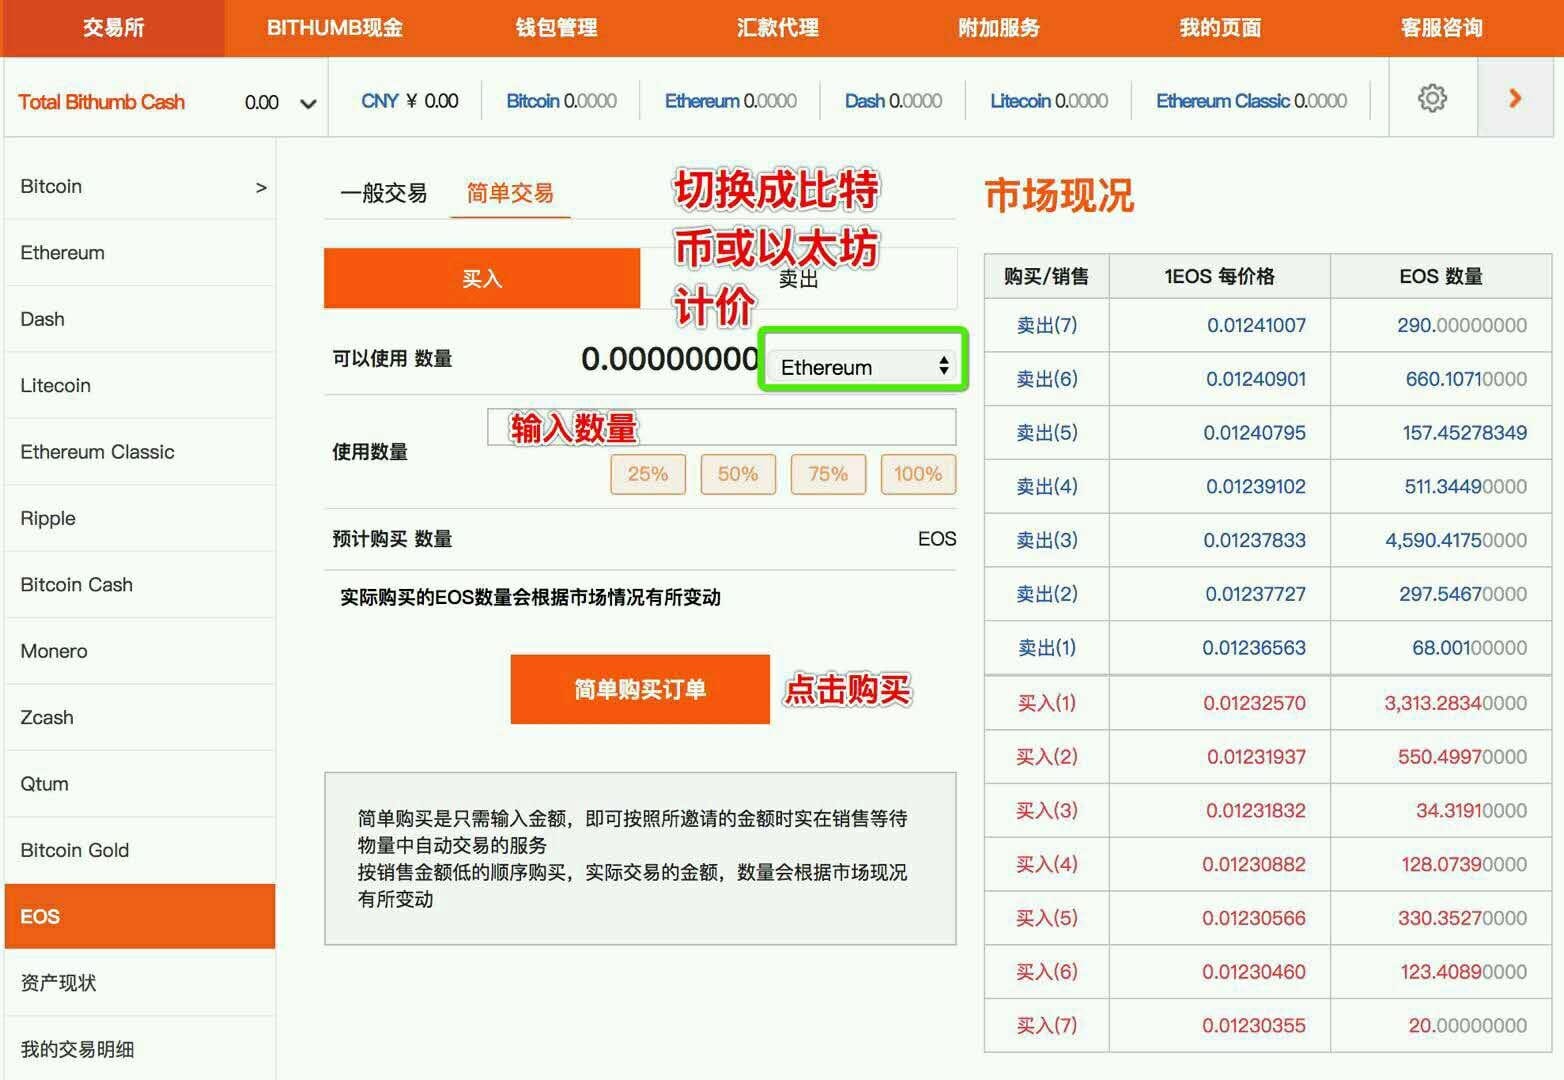 交易所 BITHUMB现金 钱包管理 汇款代理 附加服务 我的页面 客服咨询
Total Bithumb Cash 0.00 CNY ¥ 0.00 Bitcoin 0.0000 Ethereum 0.0000 Dash 0.0000 Litecoin 0.0000 Ethereum Classic 0.0000
Bitcoin >
Ethereum
Dash
Litecoin
Ethereum Classic
Ripple
Bitcoin Cash
Monero
Zcash
Qtum
Bitcoin Gold
EOS
资产现状
我的交易明细
一般交易 简单交易
切换成比特
币或以太坊
计价
买入 卖出
可以使用 数量 0.00000000 Ethereum
使用数量 输入数量
25% 50% 75% 100%
预计购买 数量 EOS
实际购买的EOS数量会根据市场情况有所变动
简单购买订单 点击购买
简单购买是只需输入金额，即可按照所邀请的金额时实在销售等待
物量中自动交易的服务
按销售金额低的顺序购买，实际交易的金额，数量会根据市场现况
有所变动
市场现况
购买/销售 1EOS 每价格 EOS 数量
卖出(7) 0.01241007 290.00000000
卖出(6) 0.01240901 660.10710000
卖出(5) 0.01240795 157.45278349
卖出(4) 0.01239102 511.34490000
卖出(3) 0.01237833 4,590.41750000
卖出(2) 0.01237727 297.54670000
卖出(1) 0.01236563 68.00100000
买入(1) 0.01232570 3,313.28340000
买入(2) 0.01231937 550.49970000
买入(3) 0.01231832 34.31910000
买入(4) 0.01230882 128.07390000
买入(5) 0.01230566 330.35270000
买入(6) 0.01230460 123.40890000
买入(7) 0.01230355 20.00000000